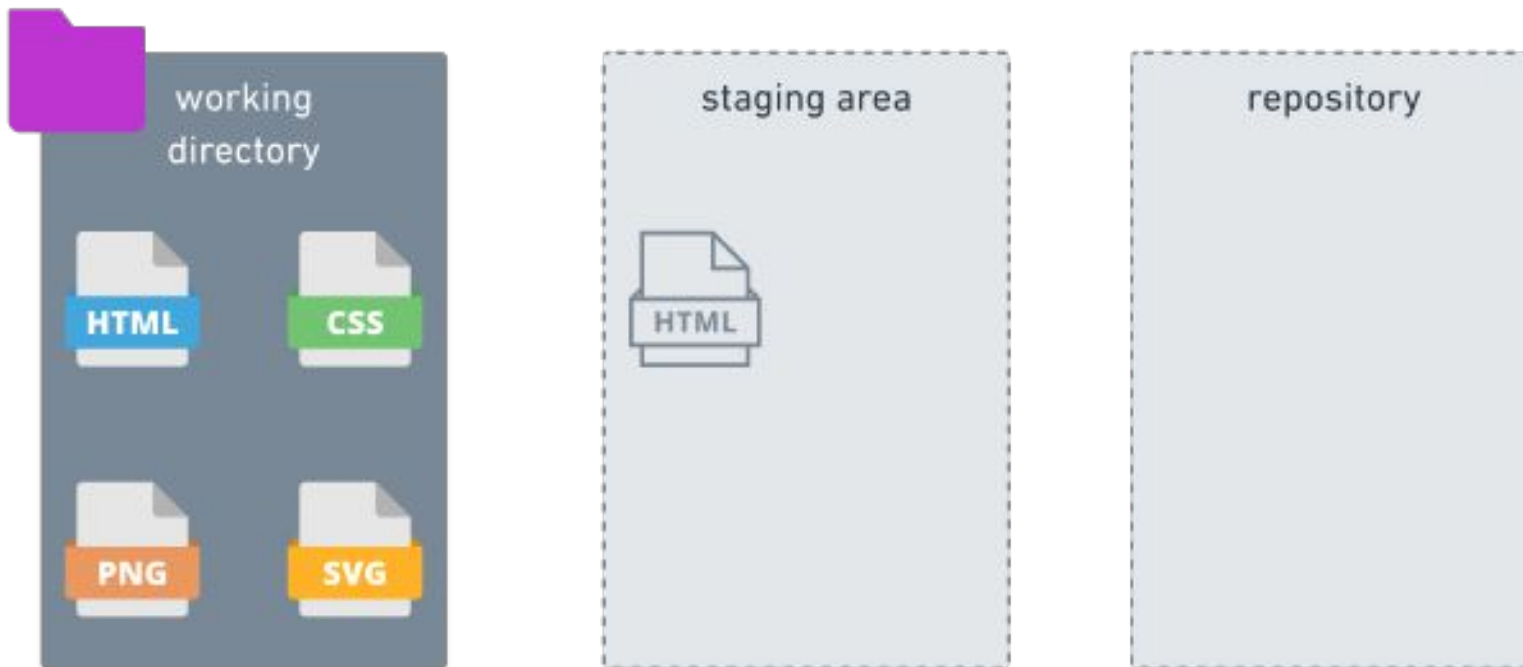 working
directory
staging area
repository
HTML
CSS
HTML
PNG
SVG